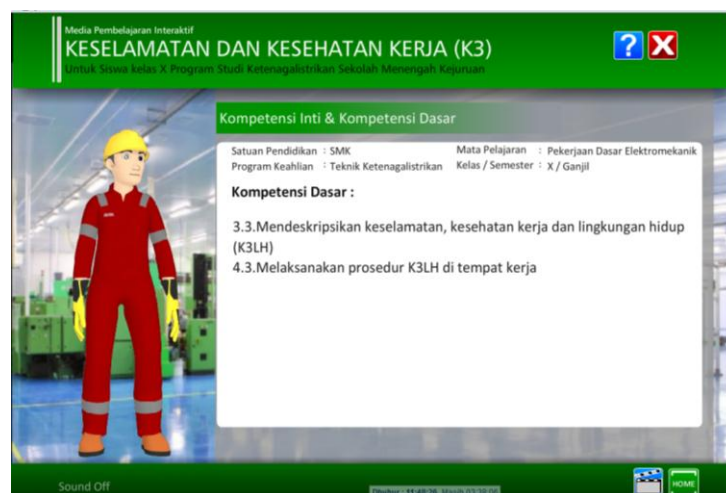 Media Pembelajaran Interaktif
KESELAMATAN DAN KESEHATAN KERJA (K3)
Untuk Siswa kelas X Program Studi Ketenagalistrikan Sekolah Menengah Kejuruan
? X
Kompetensi Inti & Kompetensi Dasar
Satuan Pendidikan : SMK Mata Pelajaran : Pekerjaan Dasar Elektromekanik
Program Keahlian : Teknik Ketenagalistrikan Kelas / Semester : X / Ganjil
Kompetensi Dasar :
3.3.Mendeskripsikan keselamatan, kesehatan kerja dan lingkungan hidup
(K3LH)
4.3.Melaksanakan prosedur K3LH di tempat kerja
Sound Off
HOME